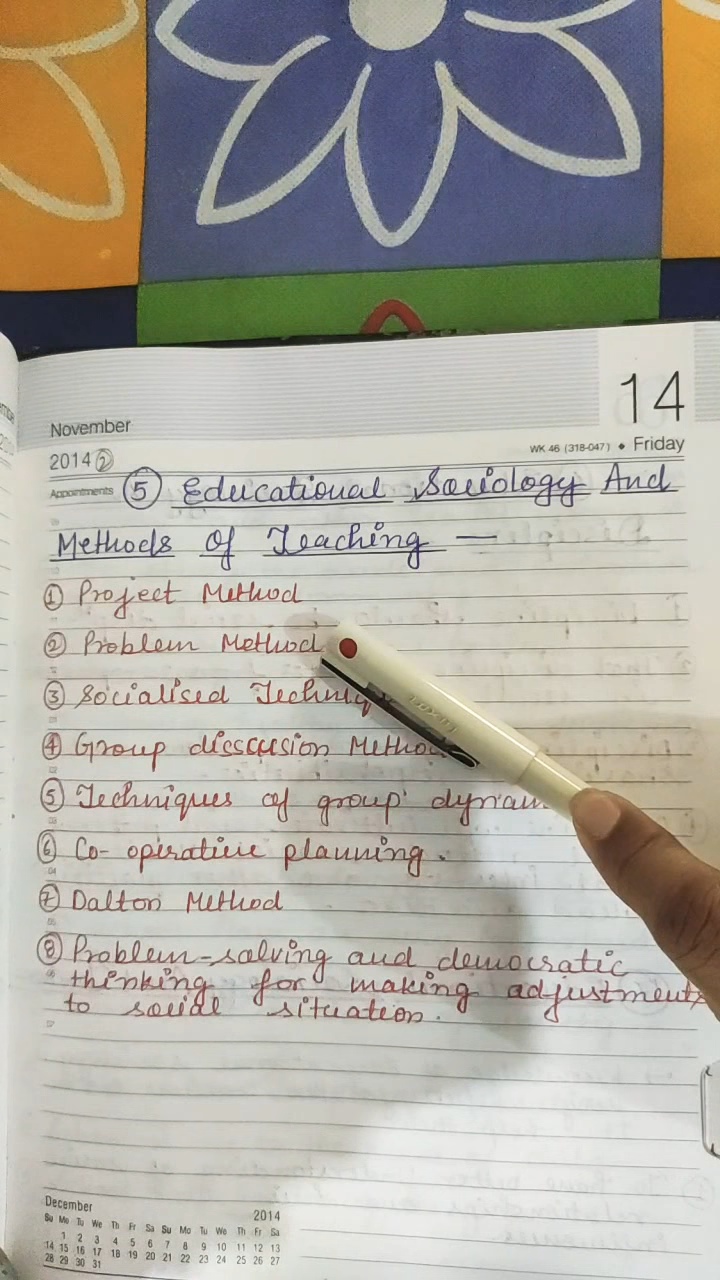 14
November
2014 ②
WK 46 (318-047) • Friday
Appointments ⑤ Educational Sociology And
Methods of Teaching —
① Project Method
② Problem Method
③ Socialised
④ Group disscusion
⑤ Techniques of group
⑥ Co-operative planning.
⑦ Dalton Method
⑧ Problem-solving and democratic
thinking for making adjustments
to social situation.
December 2014
Su Mo Tu We Th Fr Sa Su Mo Tu We Th Fr Sa
1 2 3 4 5 6 7 8 9 10 11 12 13
14 15 16 17 18 19 20 21 22 23 24 25 26 27
28 29 30 31